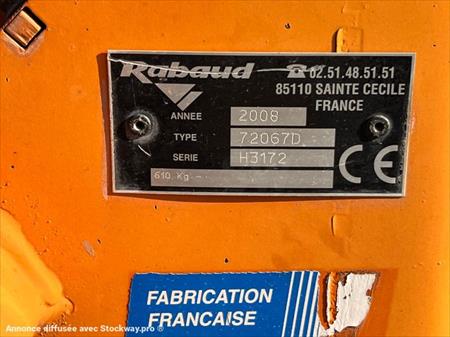 Rabaud ☎ 02.51.48.51.51
85110 SAINTE CECILE
FRANCE
ANNEE 2008
TYPE 72067D
SERIE H3172
610 Kg -
CE
FABRICATION
FRANCAISE
Annonce diffusée avec Stockway.pro ®